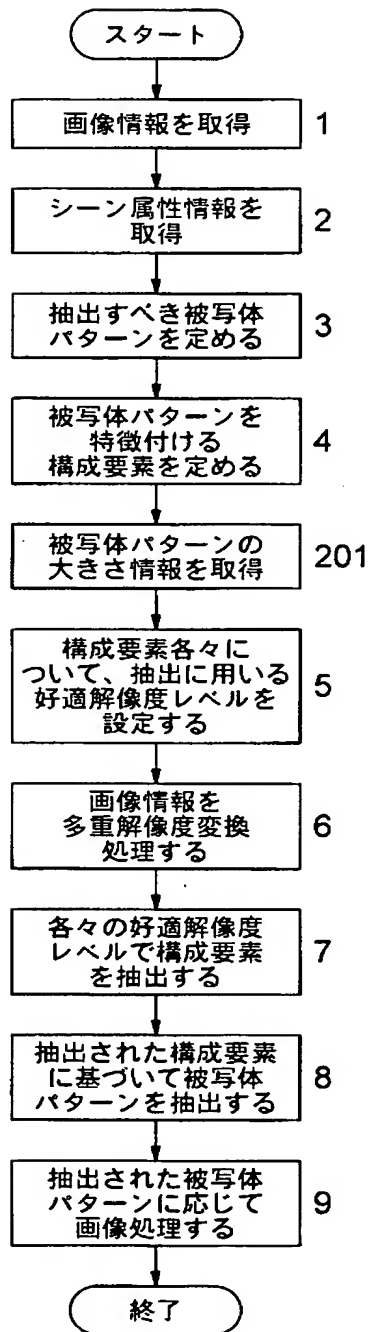 スタート
画像情報を取得
1
シーン属性情報を
取得
2
抽出すべき被写体
パターンを定める
3
被写体パターンを
特徴付ける
構成要素を定める
4
被写体パターンの
大きさ情報を取得
201
構成要素各々に
ついて、抽出に用いる
好適解像度レベルを
設定する
5
画像情報を
多重解像度変換
処理する
6
各々の好適解像度
レベルで構成要素
を抽出する
7
抽出された構成要素
に基づいて被写体
パターンを抽出する
8
抽出された被写体
パターンに応じて
画像処理する
9
終了